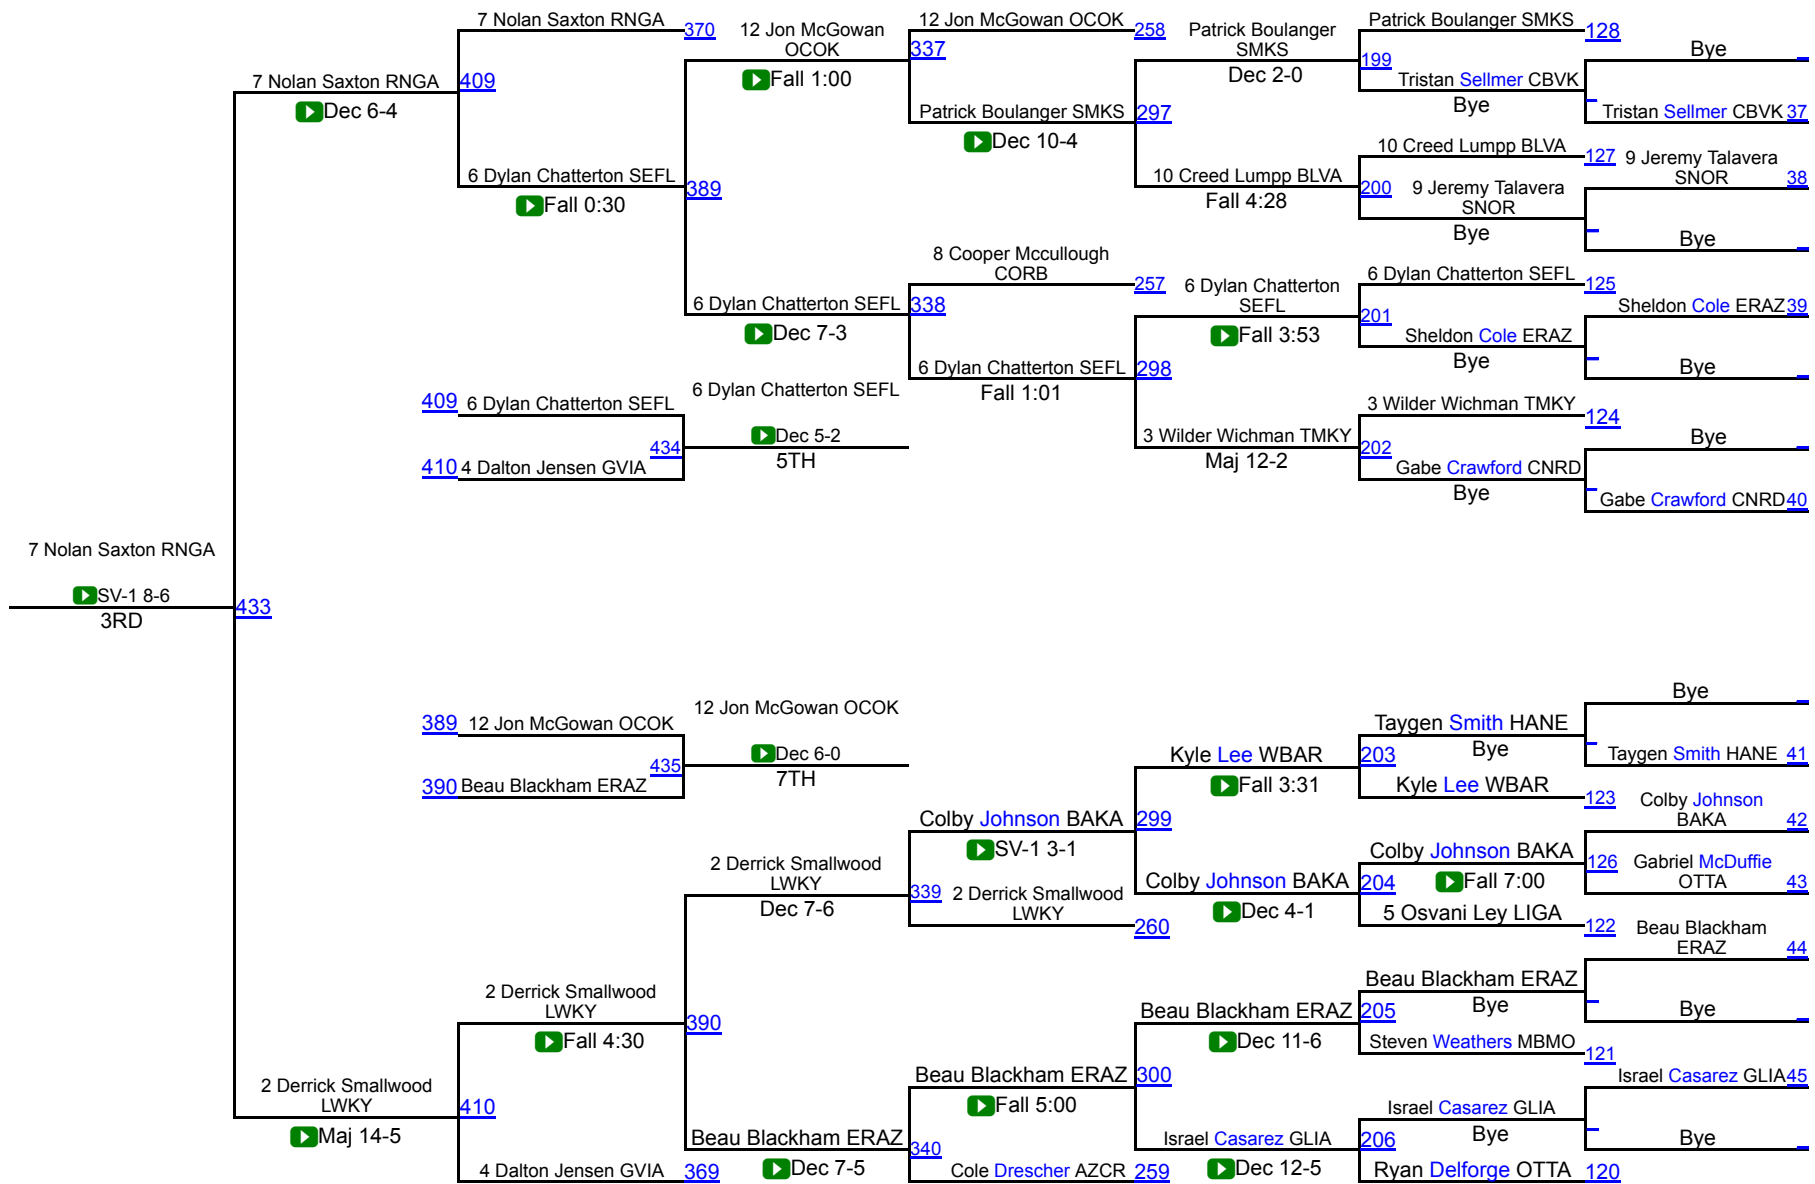 7 Nolan Saxton RNGA
370
12 Jon McGowan
OCOK
12 Jon McGowan OCOK
258
Patrick Boulanger
SMKS
Patrick Boulanger SMKS
128
Bye
409
337
Fall 1:00
Dec 2-0
199
7 Nolan Saxton RNGA
Dec 6-4
Tristan Sellmer CBVK
Bye
Patrick Boulanger SMKS
297
Dec 10-4
Tristan Sellmer CBVK 37
10 Creed Lumpp BLVA
127
9 Jeremy Talavera
SNOR
38
6 Dylan Chatterton SEFL
Fall 0:30
389
10 Creed Lumpp BLVA
Fall 4:28
200
9 Jeremy Talavera
SNOR
Bye
Bye
8 Cooper Mccullough
CORB
257
6 Dylan Chatterton
SEFL
6 Dylan Chatterton SEFL
125
6 Dylan Chatterton SEFL
338
Dec 7-3
Fall 3:53
201
Sheldon Cole ERAZ 39
Sheldon Cole ERAZ
Bye
6 Dylan Chatterton SEFL
298
Fall 1:01
Bye
409
6 Dylan Chatterton SEFL
6 Dylan Chatterton SEFL
434
Dec 5-2
5TH
410
4 Dalton Jensen GVIA
3 Wilder Wichman TMKY
124
3 Wilder Wichman TMKY
Maj 12-2
202
Bye
Gabe Crawford CNRD
Bye
Gabe Crawford CNRD 40
7 Nolan Saxton RNGA
SV-1 8-6
3RD
433
389
12 Jon McGowan OCOK
12 Jon McGowan OCOK
435
Dec 6-0
7TH
390
Beau Blackham ERAZ
Bye
Taygen Smith HANE
Bye
Kyle Lee WBAR
Fall 3:31
203
Taygen Smith HANE 41
Kyle Lee WBAR
123
Colby Johnson
BAKA
42
Colby Johnson BAKA
299
SV-1 3-1
Colby Johnson BAKA
126
Fall 7:00
Gabriel McDuffie
OTTA
43
2 Derrick Smallwood
LWKY
Dec 7-6
339
2 Derrick Smallwood
LWKY
260
Colby Johnson BAKA
204
Dec 4-1
5 Osvani Ley LIGA
122
Beau Blackham
ERAZ
44
2 Derrick Smallwood
LWKY
Fall 4:30
390
Beau Blackham ERAZ
Bye
Beau Blackham ERAZ
205
Dec 11-6
Bye
Steven Weathers MBMO
121
2 Derrick Smallwood
LWKY
Maj 14-5
410
Beau Blackham ERAZ
300
Fall 5:00
Israel Casarez GLIA 45
Israel Casarez GLIA
Bye
Beau Blackham ERAZ
Dec 7-5
340
Israel Casarez GLIA
Dec 12-5
206
Bye
4 Dalton Jensen GVIA
369
Cole Drescher AZCR
259
Ryan Delforge OTTA
120